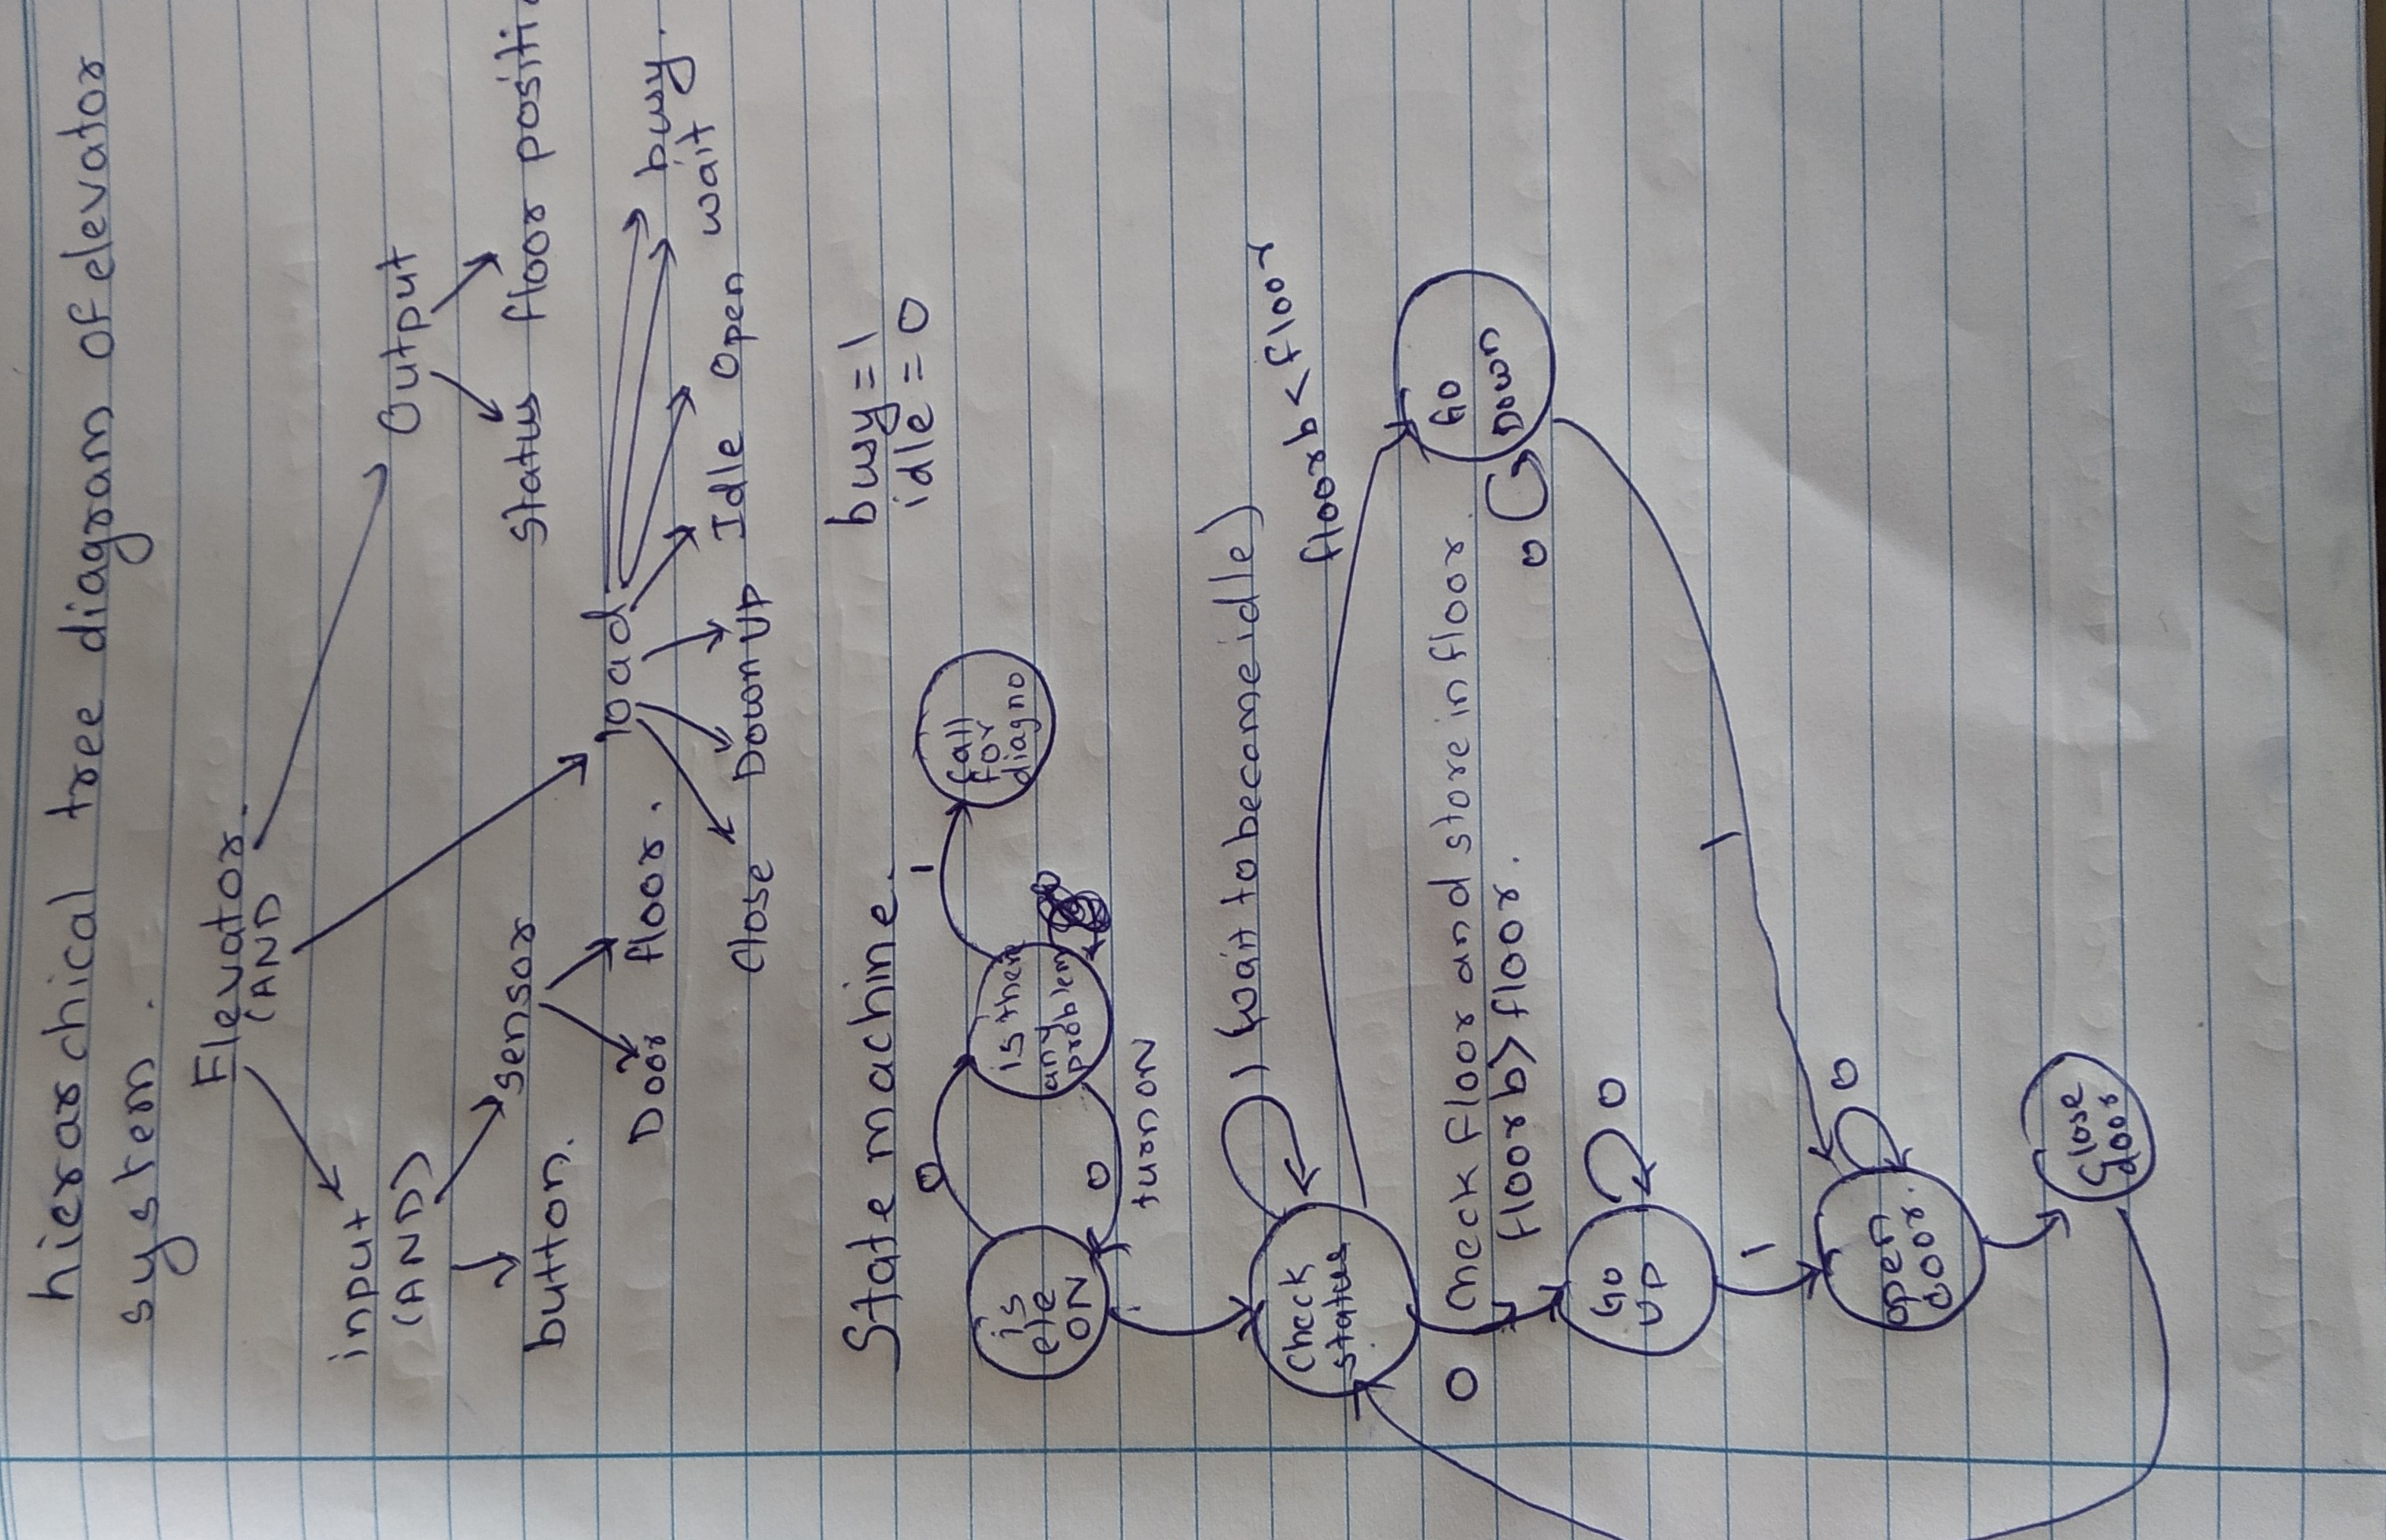 hierarchical tree diagram of elevator
system.
Elevator.
(AND
input
(AND)
Output
button.
sensor
status
floor positi
Door
floor.
load
busy.
wait
Close
Down
UP
Idle
Open
State machine.
busy=1
idle=0
is
ele
ON
0
is then
any
problem
1
call
for
diagno
0
turn ON
Check
status
1 (wait to become idle)
floorb < floor
0
Check floor and store in floor
floorb > floor.
Go
UP
0
Go
Down
0
1
1
open
door.
0
Close
door